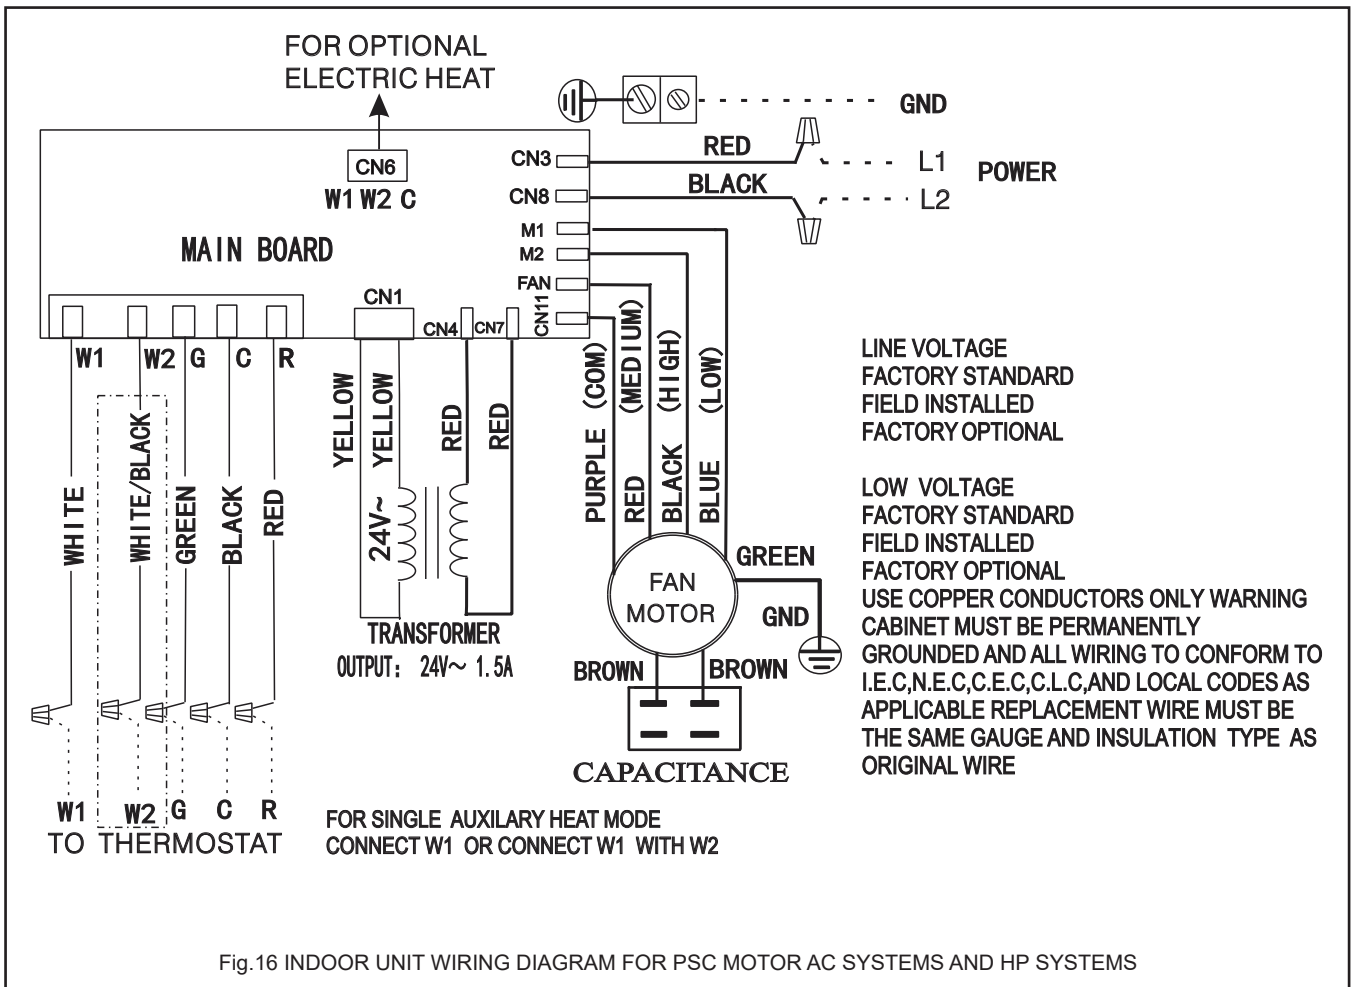 FOR OPTIONAL
ELECTRIC HEAT
GND
CN3
RED
L1
POWER
CN6
CN8
BLACK
L2
W1 W2 C
M1
MAIN BOARD
M2
FAN
CN1
CN11
CN4
CN7
W1
W2
G
C
R
YELLOW
YELLOW
RED
RED
PURPLE (COM)
RED (MEDIUM)
BLACK (HIGH)
BLUE (LOW)
WHITE
WHITE/BLACK
GREEN
BLACK
RED
24V~
GREEN
FAN
MOTOR
GND
TRANSFORMER
OUTPUT: 24V~ 1.5A
BROWN
BROWN
CAPACITANCE
W1
W2
G
C
R
TO THERMOSTAT
FOR SINGLE AUXILARY HEAT MODE
CONNECT W1 OR CONNECT W1 WITH W2
LINE VOLTAGE
FACTORY STANDARD
FIELD INSTALLED
FACTORY OPTIONAL
LOW VOLTAGE
FACTORY STANDARD
FIELD INSTALLED
FACTORY OPTIONAL
USE COPPER CONDUCTORS ONLY WARNING
CABINET MUST BE PERMANENTLY
GROUNDED AND ALL WIRING TO CONFORM TO
I.E.C,N.E.C,C.E.C,C.L.C,AND LOCAL CODES AS
APPLICABLE REPLACEMENT WIRE MUST BE
THE SAME GAUGE AND INSULATION TYPE AS
ORIGINAL WIRE
Fig.16 INDOOR UNIT WIRING DIAGRAM FOR PSC MOTOR AC SYSTEMS AND HP SYSTEMS